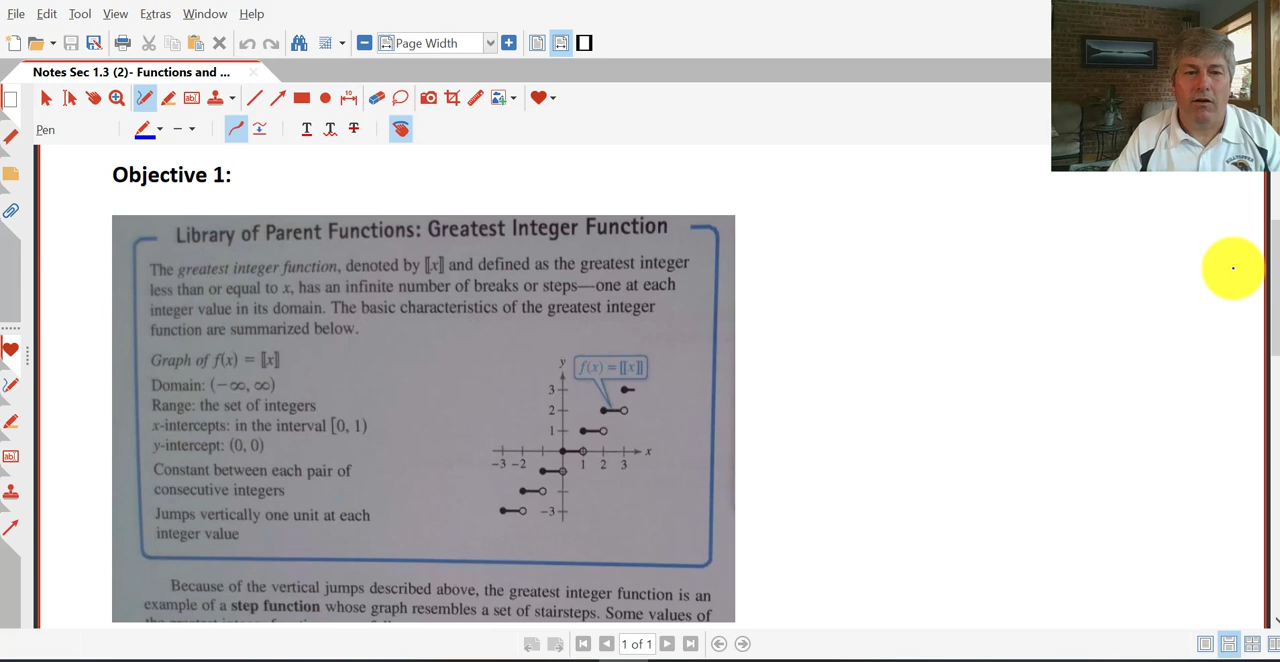 File Edit Tool View Extras Window Help
Page Width
Notes Sec 1.3 (2)- Functions and ...
Pen
Objective 1:
Library of Parent Functions: Greatest Integer Function
The greatest integer function, denoted by ⟦x⟧ and defined as the greatest integer
less than or equal to x, has an infinite number of breaks or steps—one at each
integer value in its domain. The basic characteristics of the greatest integer
function are summarized below.
Graph of f(x) = ⟦x⟧
Domain: (−∞, ∞)
Range: the set of integers
x-intercepts: in the interval [0, 1)
y-intercept: (0, 0)
Constant between each pair of
consecutive integers
Jumps vertically one unit at each
integer value
y
f(x) = ⟦x⟧
3
2
1
x
−3 −2 1 2 3
−3
Because of the vertical jumps described above, the greatest integer function is an
example of a step function whose graph resembles a set of stairsteps. Some values of
1 of 1